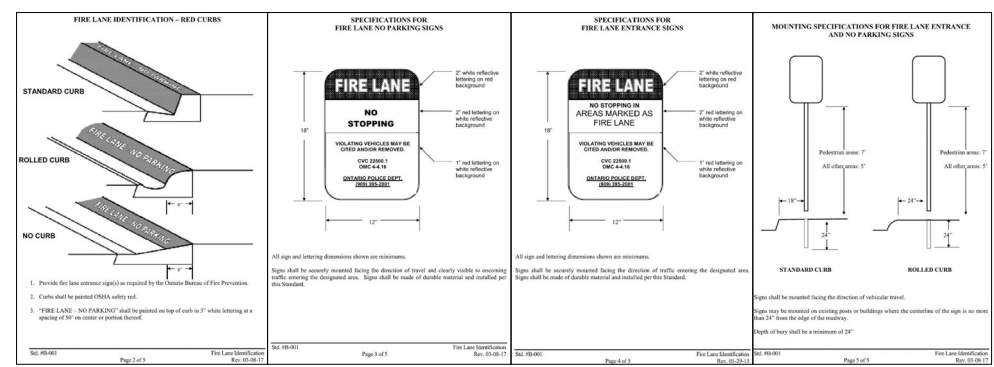 FIRE LANE IDENTIFICATION – RED CURBS
FIRE LANE - NO PARKING
STANDARD CURB
FIRE LANE - NO PARKING
ROLLED CURB
6"
FIRE LANE - NO PARKING
NO CURB
6"
1. Provide fire lane entrance sign(s) as required by the Ontario Bureau of Fire Prevention.
2. Curbs shall be painted OSHA safety red.
3. "FIRE LANE – NO PARKING" shall be painted on top of curb in 3" white lettering at a
spacing of 50' on center or portion thereof.
Std. #B-001
Fire Lane Identification
Page 2 of 5
Rev. 03-08-17
SPECIFICATIONS FOR
FIRE LANE NO PARKING SIGNS
FIRE LANE
NO
STOPPING
VIOLATING VEHICLES MAY BE
CITED AND/OR REMOVED.
CVC 22500.1
OMC 4-4.16
ONTARIO POLICE DEPT.
(909) 395-2001
18"
12"
2" white reflective
lettering on red
background
2" red lettering on
white reflective
background
1" red lettering on
white reflective
background
All sign and lettering dimensions shown are minimums.
Signs shall be securely mounted facing the direction of travel and clearly visible to oncoming
traffic entering the designated area. Signs shall be made of durable material and installed per
this Standard.
Std. #B-001
Fire Lane Identification
Page 3 of 5
Rev. 03-08-17
SPECIFICATIONS FOR
FIRE LANE ENTRANCE SIGNS
FIRE LANE
NO STOPPING IN
AREAS MARKED AS
FIRE LANE
VIOLATING VEHICLES MAY BE
CITED AND/OR REMOVED.
CVC 22500.1
OMC 4-4.16
ONTARIO POLICE DEPT.
(909) 395-2001
18"
12"
2" white reflective
lettering on red
background
2" red lettering on
white reflective
background
1" red lettering on
white reflective
background
All sign and lettering dimensions shown are minimums.
Signs shall be securely mounted facing the direction of traffic entering the designated area.
Signs shall be made of durable material and installed per this Standard.
Std. #B-001
Fire Lane Identification
Page 4 of 5
Rev. 01-29-13
MOUNTING SPECIFICATIONS FOR FIRE LANE ENTRANCE
AND NO PARKING SIGNS
Pedestrian areas: 7'
All other areas: 5'
Pedestrian areas: 7'
All other areas: 5'
18"
24"
24"
24"
STANDARD CURB
ROLLED CURB
Signs shall be mounted facing the direction of vehicular travel.
Signs may be mounted on existing posts or buildings where the centerline of the sign is no more
than 24" from the edge of the roadway.
Depth of bury shall be a minimum of 24"
Std. #B-001
Fire Lane Identification
Page 5 of 5
Rev. 03-08-17